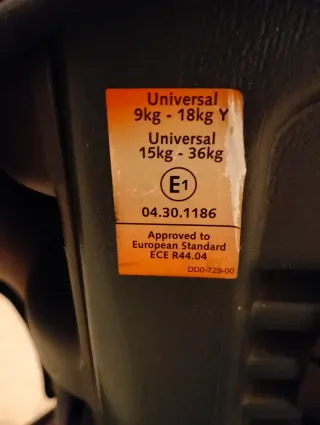 Universal
9kg - 18kg Y
Universal
15kg - 36kg
E1
04.30.1186
Approved to
European Standard
ECE R44.04
DD0-729-00